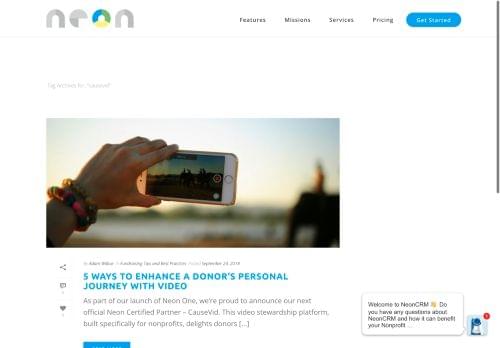 neon
Features Missions Services Pricing Get Started
Tag Archives for: "causevid"
By Adam Wilbur In Fundraising Tips and Best Practices Posted September 24, 2018
5 WAYS TO ENHANCE A DONOR'S PERSONAL
JOURNEY WITH VIDEO
As part of our launch of Neon One, we're proud to announce our next
official Neon Certified Partner – CauseVid. This video stewardship platform,
built specifically for nonprofits, delights donors [...]
Welcome to NeonCRM 👋 Do
you have any questions about
NeonCRM and how it can benefit
your Nonprofit ...
1